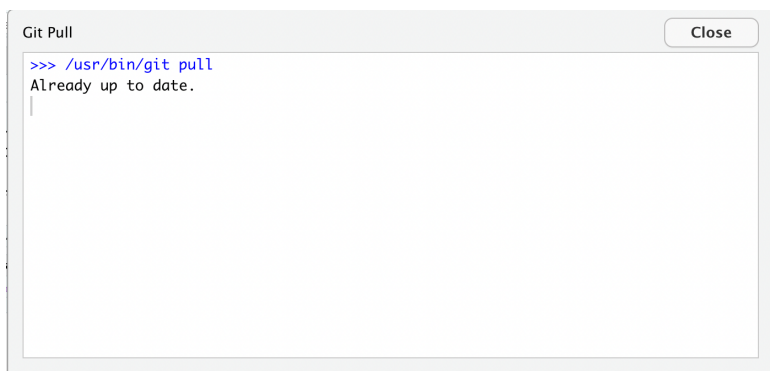 Git Pull
Close
>>> /usr/bin/git pull
Already up to date.